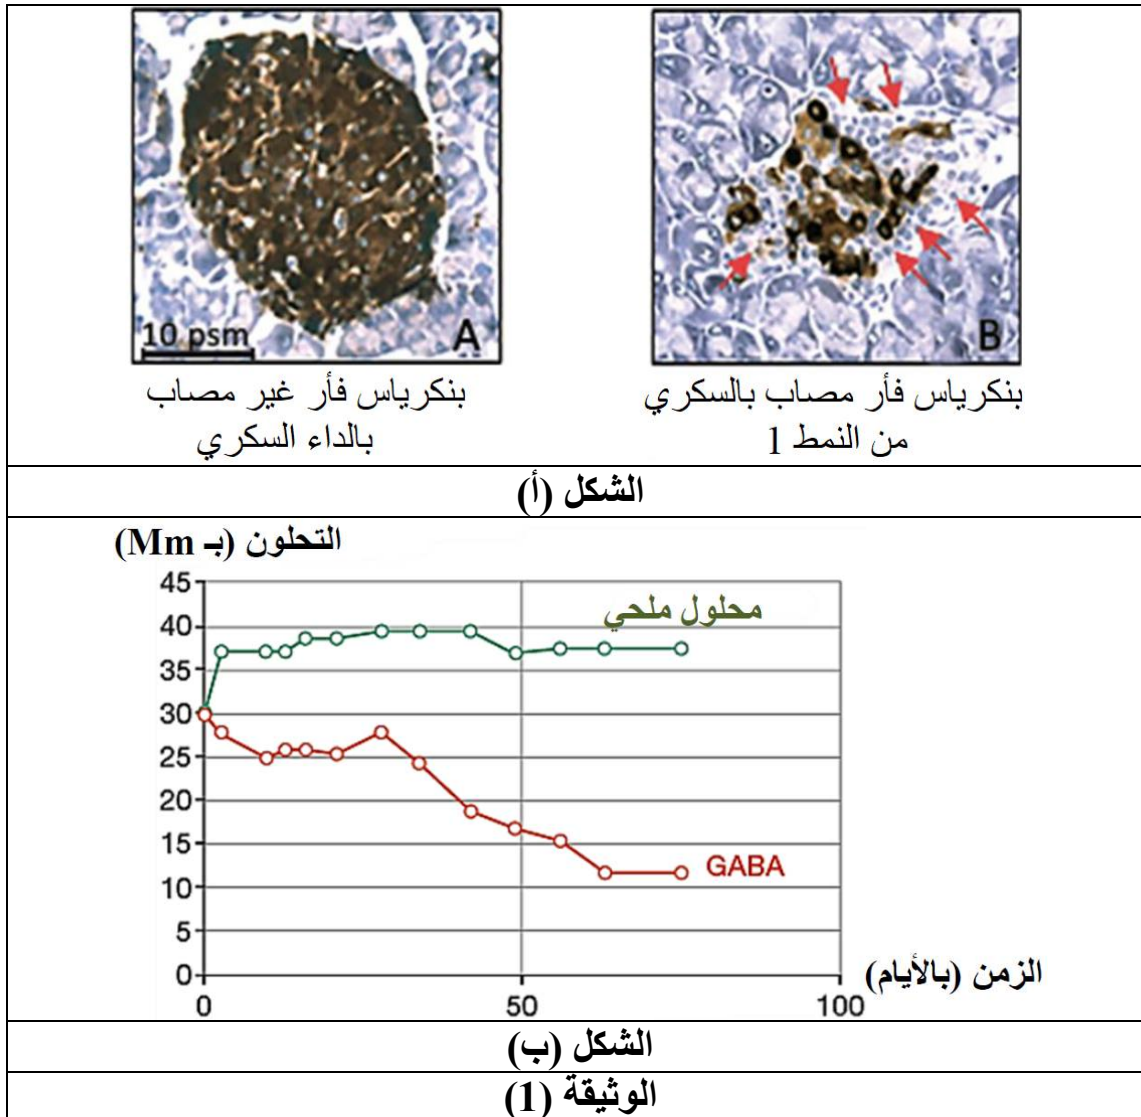 10 psm
A
B
بنكرياس فأر غير مصاب
بالداء السكري
بنكرياس فأر مصاب بالسكري
من النمط 1
الشكل (أ)
التحلون (بـ Mm)
45
40
35
30
25
20
15
10
5
0
محلول ملحي
GABA
الزمن (بالأيام)
0 50 100
الشكل (ب)
الوثيقة (1)